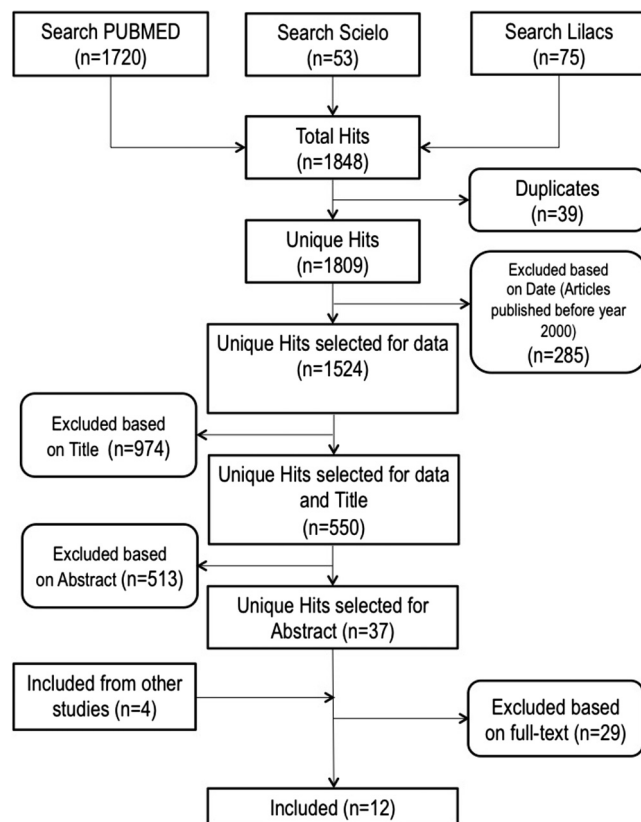 Search PUBMED
(n=1720)
Search Scielo
(n=53)
Search Lilacs
(n=75)
Total Hits
(n=1848)
Duplicates
(n=39)
Unique Hits
(n=1809)
Excluded based
on Date (Articles
published before year
2000)
(n=285)
Unique Hits selected for data
(n=1524)
Excluded based
on Title (n=974)
Unique Hits selected for data
and Title
(n=550)
Excluded based
on Abstract (n=513)
Unique Hits selected for
Abstract (n=37)
Included from other
studies (n=4)
Excluded based
on full-text (n=29)
Included (n=12)